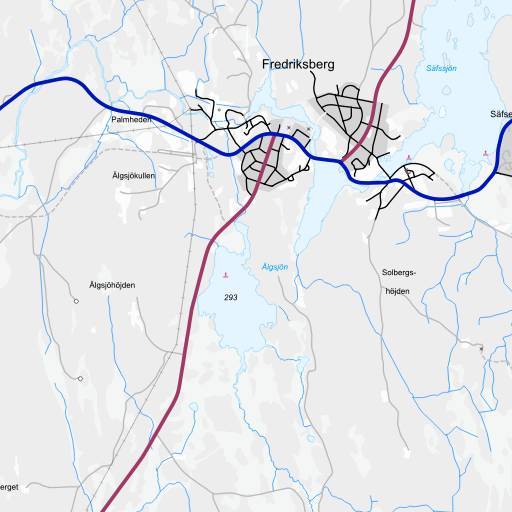 Fredriksberg
Säfssjön
Säfse
Palmheden
Älgsjökullen
Älgsjön
Solbergs-
höjden
Älgsjöhöjden
293
erget